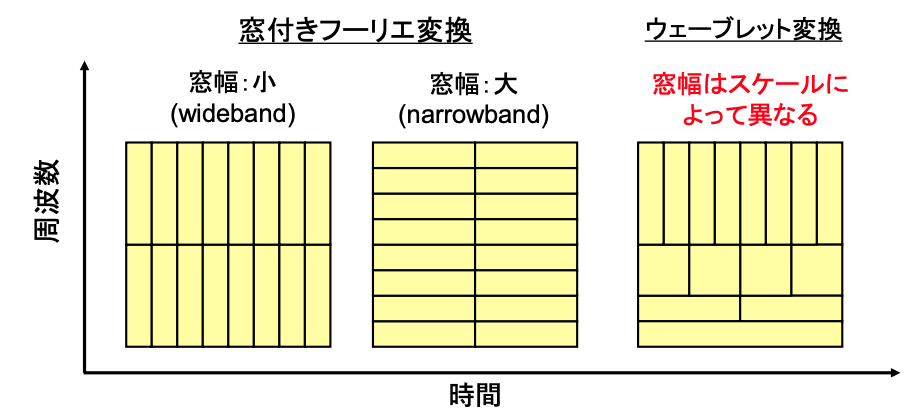 窓付きフーリエ変換
ウェーブレット変換
窓幅：小
(wideband)
窓幅：大
(narrowband)
窓幅はスケールに
よって異なる
周波数
時間